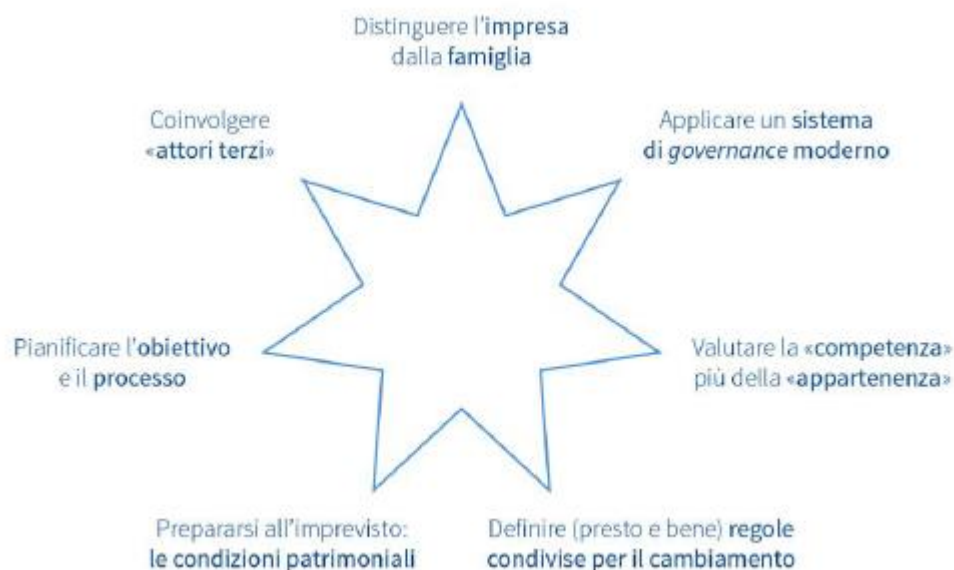 Distinguere l'impresa
dalla famiglia
Coinvolgere
«attori terzi»
Applicare un sistema
di governance moderno
Pianificare l'obiettivo
e il processo
Valutare la «competenza»
più della «appartenenza»
Prepararsi all'imprevisto:
le condizioni patrimoniali
Definire (presto e bene) regole
condivise per il cambiamento